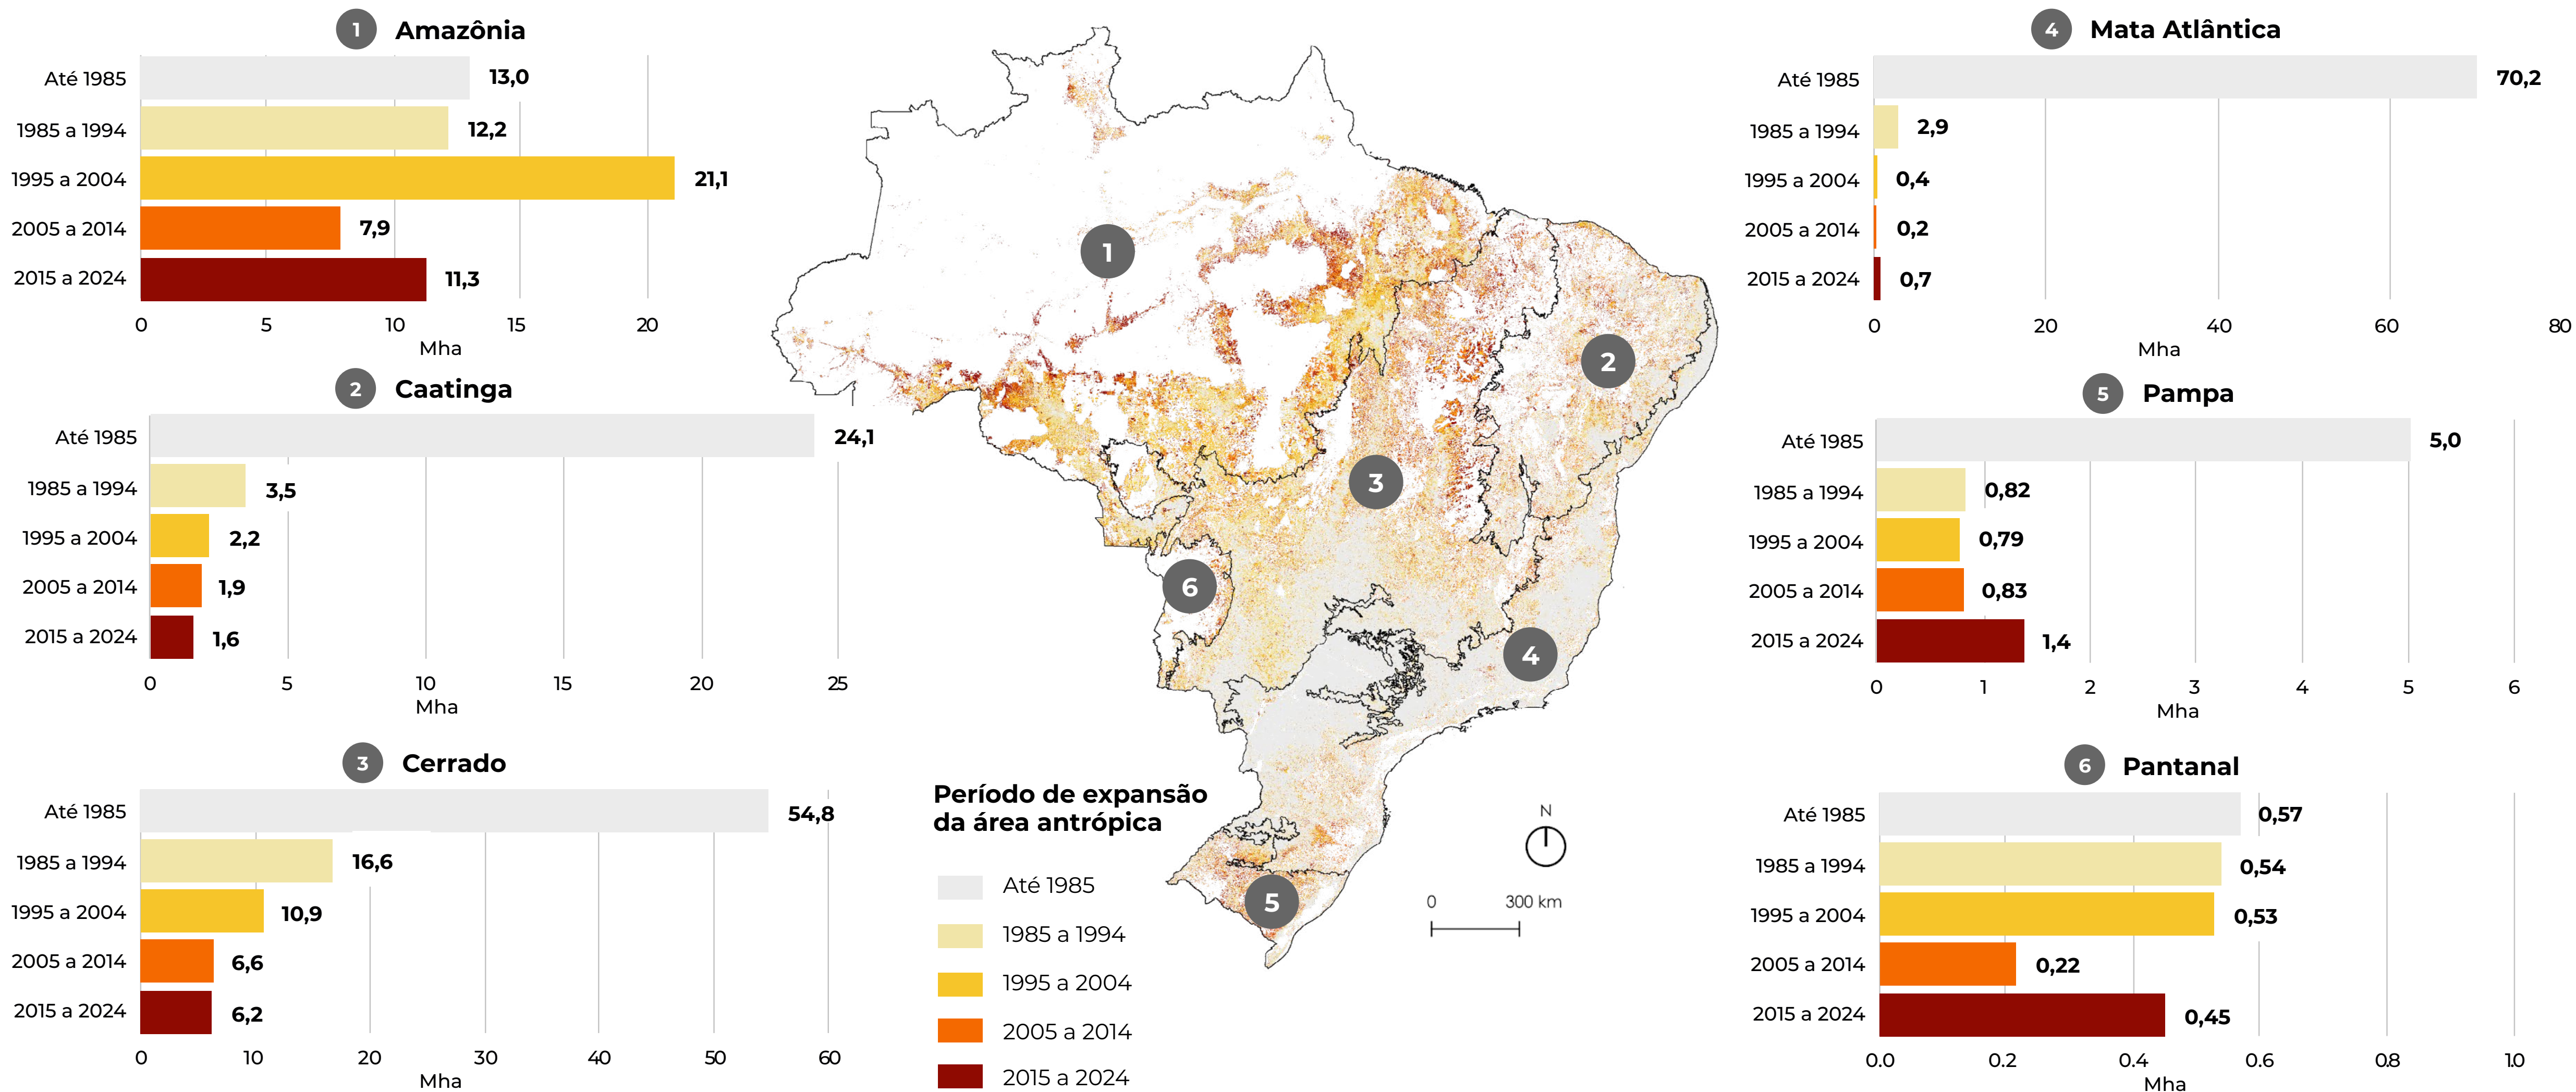 1 Amazônia
Até 1985 13,0
1985 a 1994 12,2
1995 a 2004 21,1
2005 a 2014 7,9
2015 a 2024 11,3
0 5 10 15 20
Mha
2 Caatinga
Até 1985 24,1
1985 a 1994 3,5
1995 a 2004 2,2
2005 a 2014 1,9
2015 a 2024 1,6
0 5 10 15 20 25
Mha
3 Cerrado
Até 1985 54,8
1985 a 1994 16,6
1995 a 2004 10,9
2005 a 2014 6,6
2015 a 2024 6,2
0 10 20 30 40 50 60
Mha
1
2
3
6
4
5
Período de expansão
da área antrópica
Até 1985
1985 a 1994
1995 a 2004
2005 a 2014
2015 a 2024
N
0 300 km
4 Mata Atlântica
Até 1985 70,2
1985 a 1994 2,9
1995 a 2004 0,4
2005 a 2014 0,2
2015 a 2024 0,7
0 20 40 60 80
Mha
5 Pampa
Até 1985 5,0
1985 a 1994 0,82
1995 a 2004 0,79
2005 a 2014 0,83
2015 a 2024 1,4
0 1 2 3 4 5 6
Mha
6 Pantanal
Até 1985 0,57
1985 a 1994 0,54
1995 a 2004 0,53
2005 a 2014 0,22
2015 a 2024 0,45
0.0 0.2 0.4 0.6 0.8 1.0
Mha